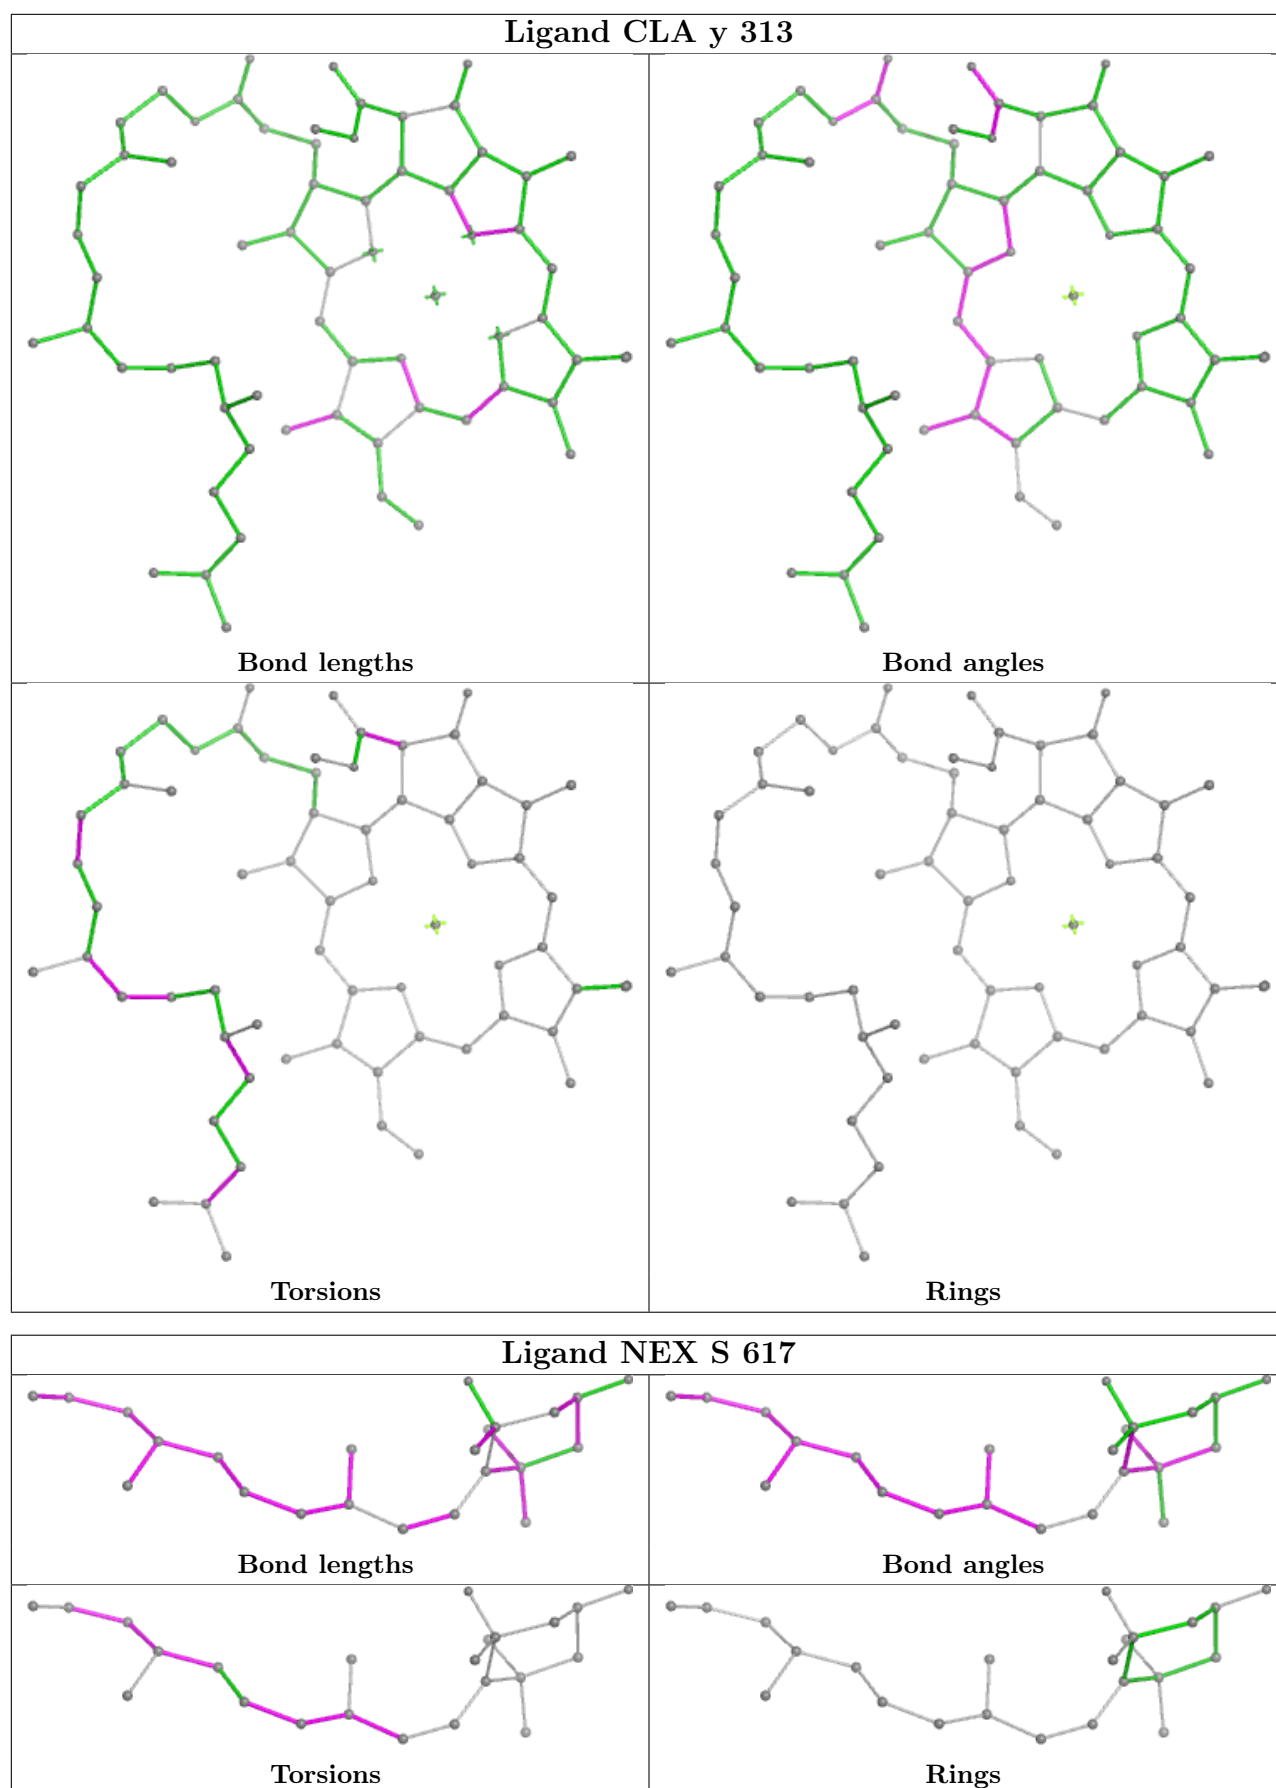 Ligand CLA y 313
Bond lengths
Bond angles
Torsions
Rings
Ligand NEX S 617
Bond lengths
Bond angles
Torsions
Rings